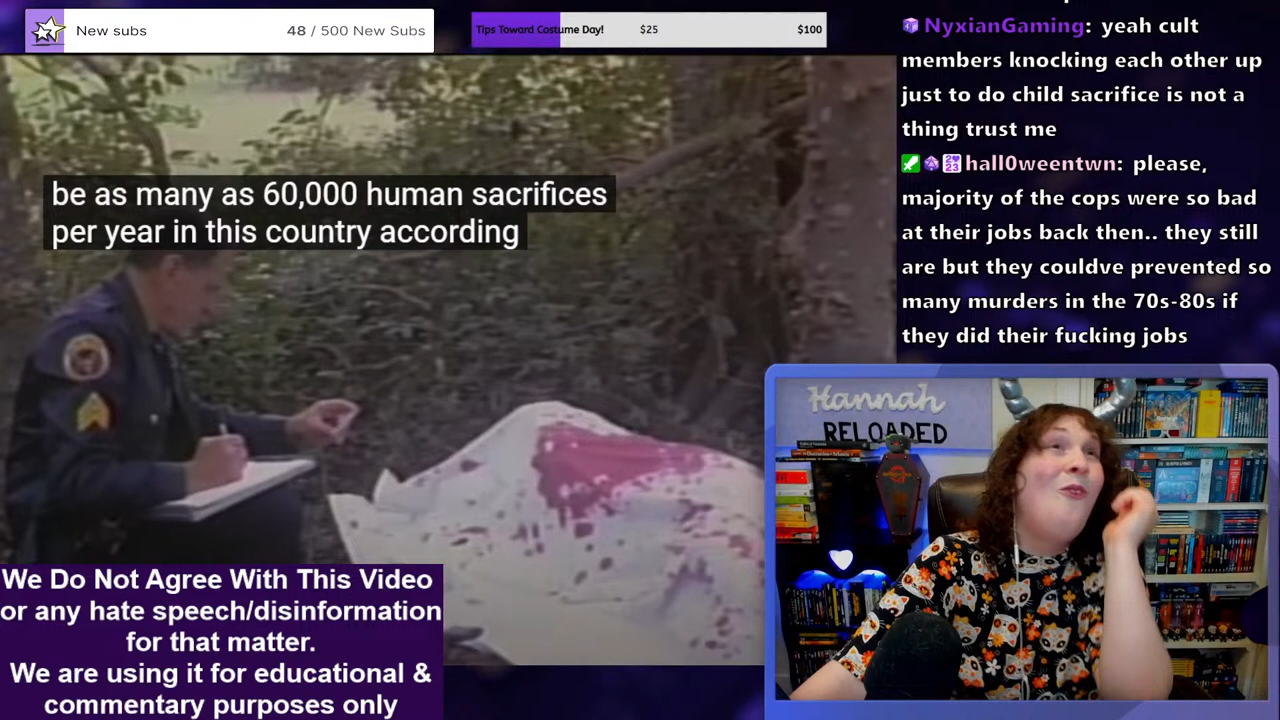 New subs
48 / 500 New Subs
Tips Toward Costume Day!
$25
$100
be as many as 60,000 human sacrifices
per year in this country according
We Do Not Agree With This Video
or any hate speech/disinformation
for that matter.
We are using it for educational &
commentary purposes only
NyxianGaming: yeah cult
members knocking each other up
just to do child sacrifice is not a
thing trust me
hall0weentwn: please,
majority of the cops were so bad
at their jobs back then.. they still
are but they couldve prevented so
many murders in the 70s-80s if
they did their fucking jobs
Hannah
RELOADED